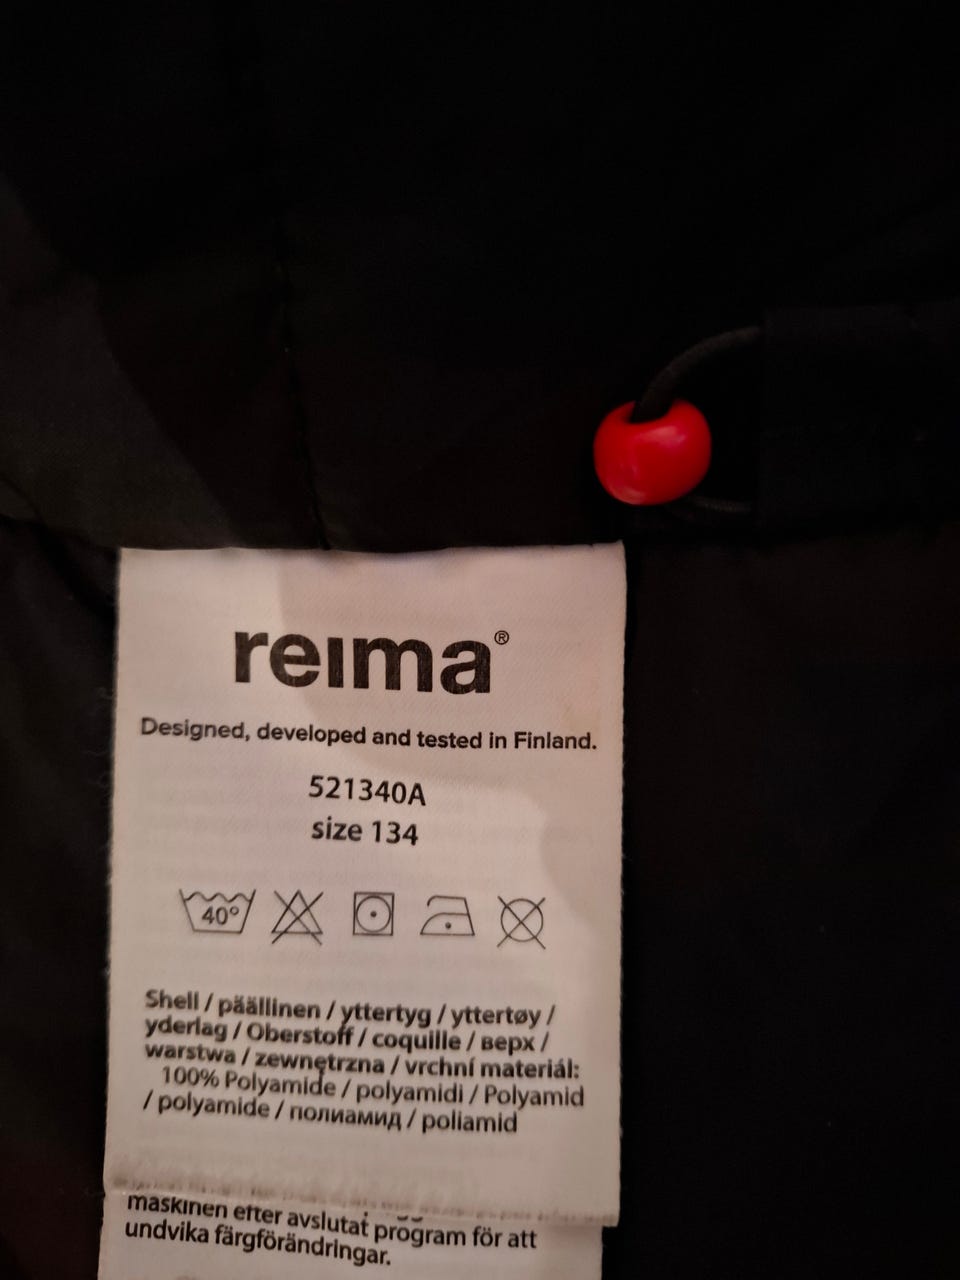 reima®
Designed, developed and tested in Finland.
521340A
size 134
40°
Shell / päällinen / yttertyg / yttertøy /
yderlag / Oberstoff / coquille / верх /
warstwa / zewnętrzna / vrchní materiál:
100% Polyamide / polyamidi / Polyamid
/ polyamide / полиамид / poliamid
maskinen efter avslutat program för att
undvika färgförändringar.